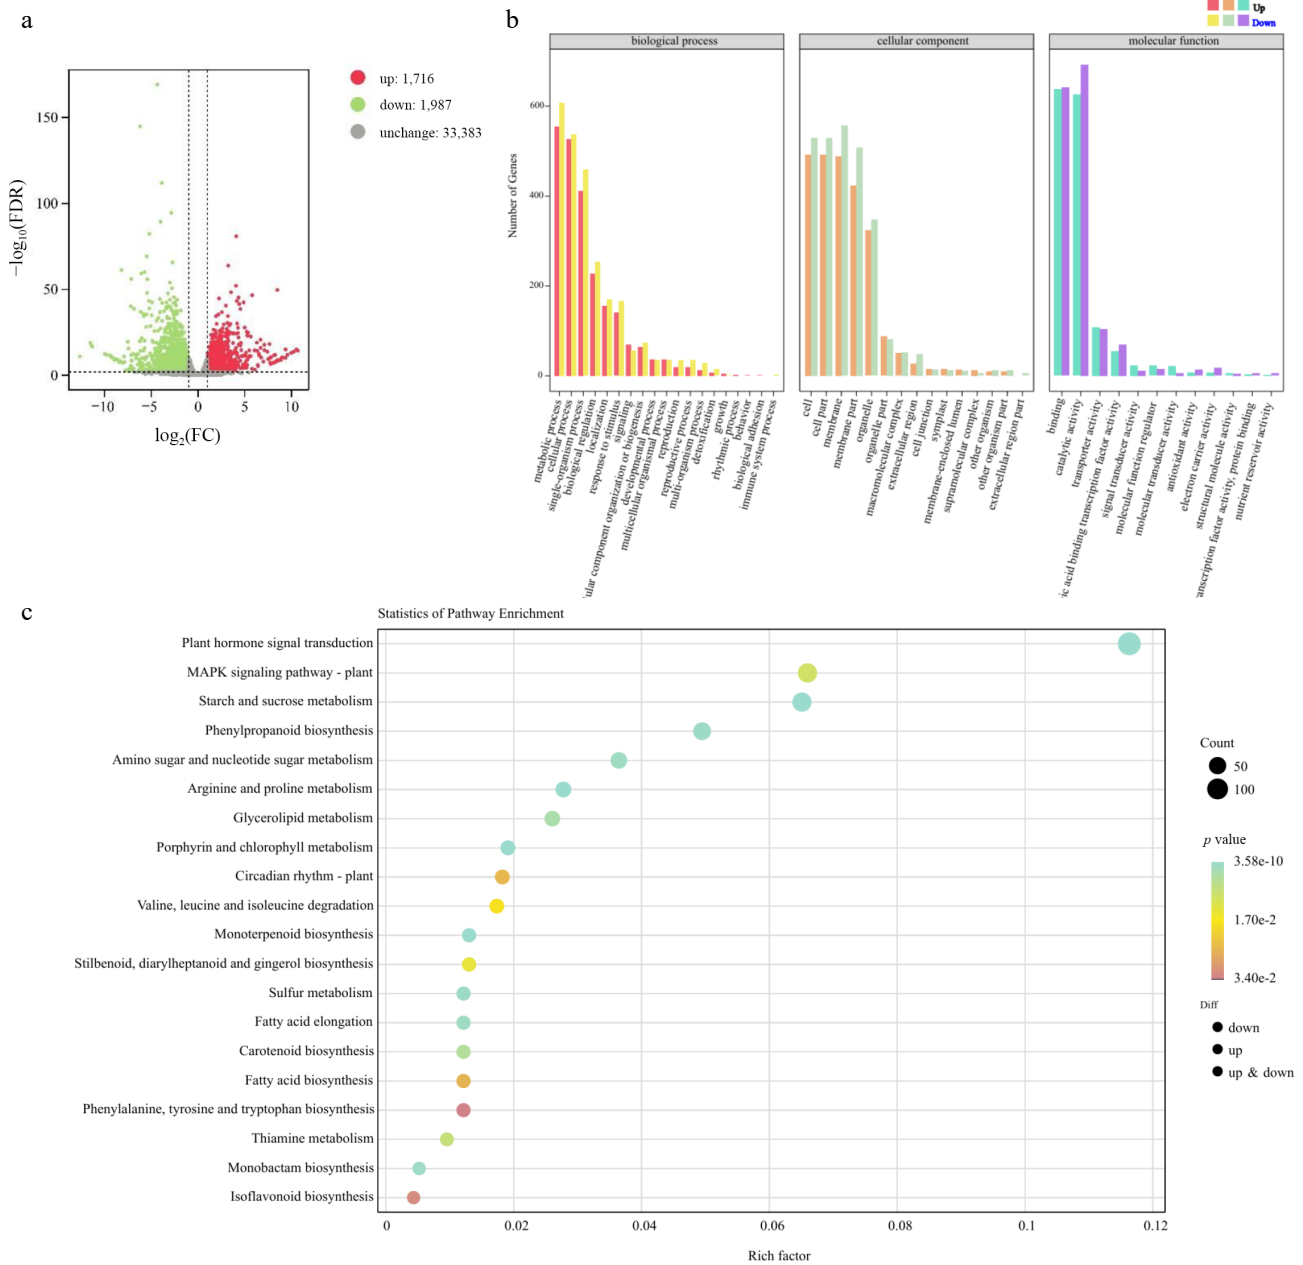 a
up: 1,716
down: 1,987
unchange: 33,383
−log10(FDR)
150
100
50
0
−10
−5
0
5
10
log2(FC)
b
Up
Down
biological process
cellular component
molecular function
Number of Genes
600
400
200
0
metabolic process
cellular process
single-organism process
biological regulation
localization
response to stimulus
signaling
ular component organization or biogenesis
developmental process
multicellular organismal process
reproduction
reproductive process
multi-organism process
detoxification
growth
rhythmic process
behavior
biological adhesion
immune system process
cell
cell part
membrane
membrane part
organelle
organelle part
macromolecular complex
extracellular region
cell junction
symplast
membrane-enclosed lumen
supramolecular complex
other organism
other organism part
extracellular region part
binding
catalytic activity
transporter activity
ic acid binding transcription factor activity
signal transducer activity
molecular function regulator
molecular transducer activity
antioxidant activity
electron carrier activity
structural molecule activity
anscription factor activity, protein binding
nutrient reservoir activity
c
Statistics of Pathway Enrichment
Plant hormone signal transduction
MAPK signaling pathway - plant
Starch and sucrose metabolism
Phenylpropanoid biosynthesis
Amino sugar and nucleotide sugar metabolism
Arginine and proline metabolism
Glycerolipid metabolism
Porphyrin and chlorophyll metabolism
Circadian rhythm - plant
Valine, leucine and isoleucine degradation
Monoterpenoid biosynthesis
Stilbenoid, diarylheptanoid and gingerol biosynthesis
Sulfur metabolism
Fatty acid elongation
Carotenoid biosynthesis
Fatty acid biosynthesis
Phenylalanine, tyrosine and tryptophan biosynthesis
Thiamine metabolism
Monobactam biosynthesis
Isoflavonoid biosynthesis
0
0.02
0.04
0.06
0.08
0.1
0.12
Rich factor
Count
50
100
p value
3.58e-10
1.70e-2
3.40e-2
Diff
down
up
up & down